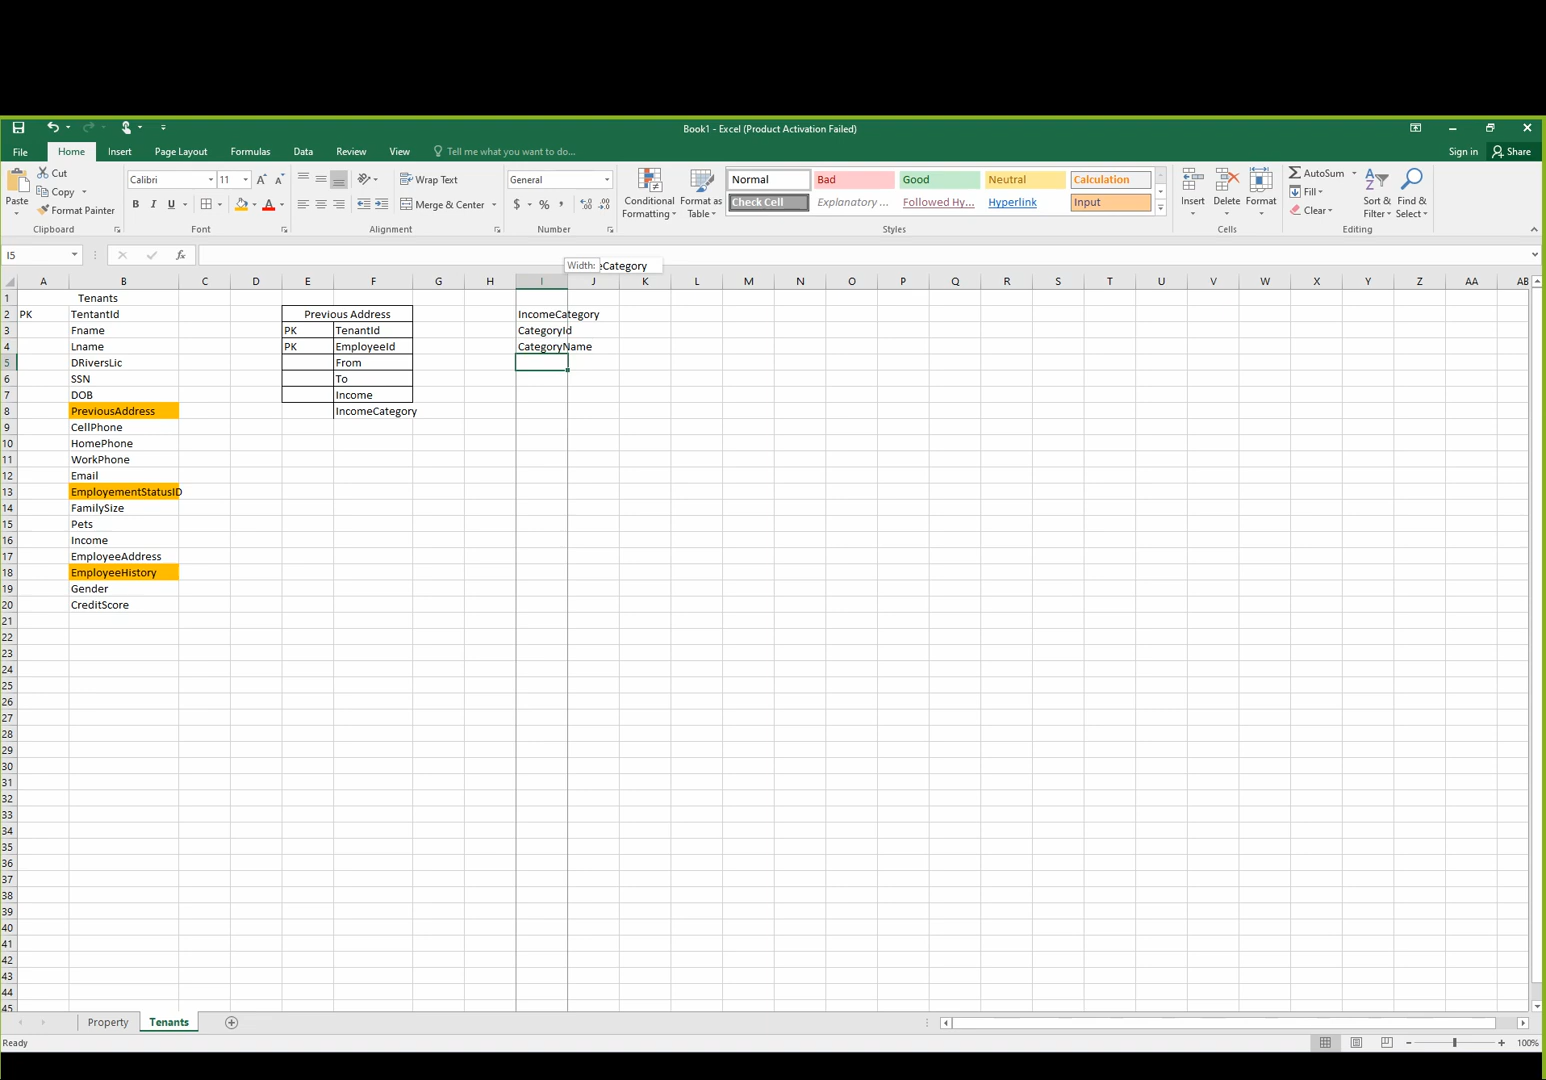 Book1 - Excel (Product Activation Failed)
File Home Insert Page Layout Formulas Data Review View Tell me what you want to do... Sign in Share
Cut
Copy
Format Painter
Paste
Clipboard
Calibri 11
B I U
Font
Wrap Text
Merge & Center
Alignment
General
$ % ,
Number
Conditional Formatting
Format as Table
Normal Bad Good Neutral Calculation
Check Cell Explanatory ... Followed Hy... Hyperlink Input
Styles
Insert Delete Format
Cells
AutoSum
Fill
Clear
Sort & Filter
Find & Select
Editing
I5 fx
Width: eCategory
A B C D E F G H I J K L M N O P Q R S T U V W X Y Z AA AB
1 Tenants
2 PK TentantId Previous Address IncomeCategory
3 Fname PK TenantId CategoryId
4 Lname PK EmployeeId CategoryName
5 DRiversLic From
6 SSN To
7 DOB Income
8 PreviousAddress IncomeCategory
9 CellPhone
10 HomePhone
11 WorkPhone
12 Email
13 EmployementStatusID
14 FamilySize
15 Pets
16 Income
17 EmployeeAddress
18 EmployeeHistory
19 Gender
20 CreditScore
21
22
23
24
25
26
27
28
29
30
31
32
33
34
35
36
37
38
39
40
41
42
43
44
45
Property Tenants
Ready 100%